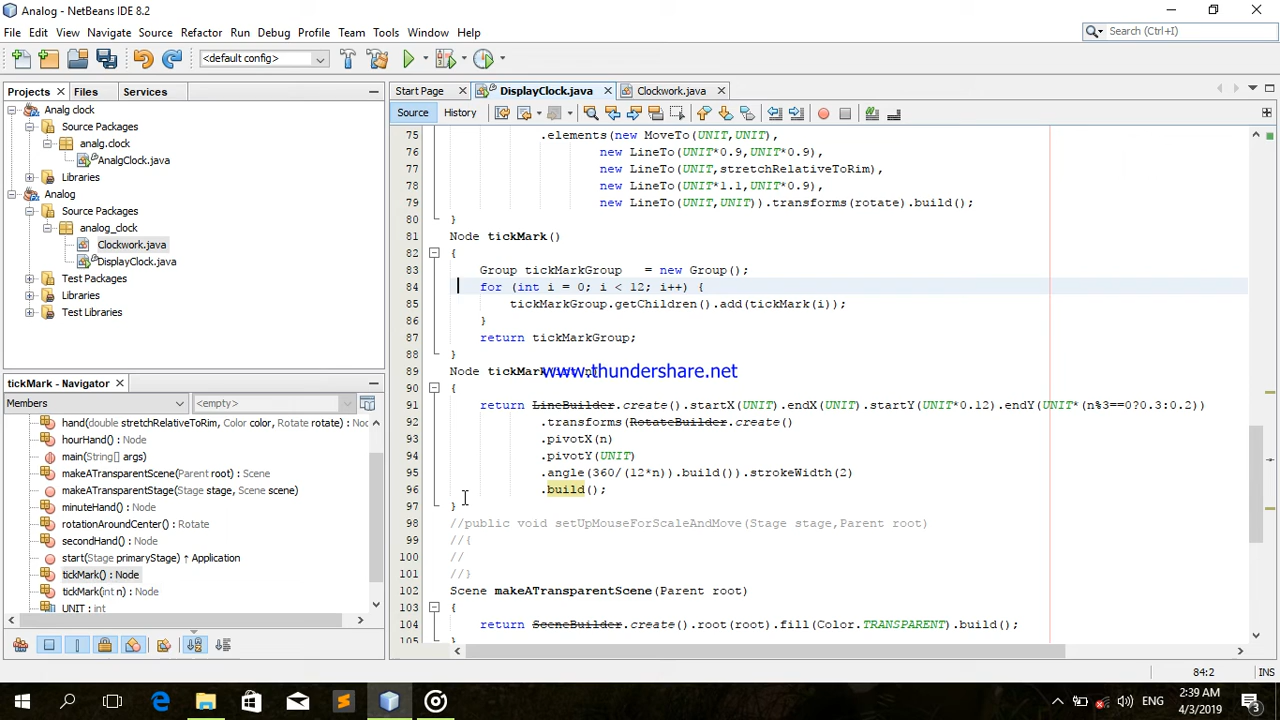 Analog - NetBeans IDE 8.2
File Edit View Navigate Source Refactor Run Debug Profile Team Tools Window Help
Search (Ctrl+I)
<default config>
Projects Files Services
Analg clock
Source Packages
analg.clock
AnalgClock.java
Libraries
Analog
Source Packages
analog_clock
Clockwork.java
DisplayClock.java
Test Packages
Libraries
Test Libraries
tickMark - Navigator
Members <empty>
hand(double stretchRelativeToRim, Color color, Rotate rotate) : Noc
hourHand() : Node
main(String[] args)
makeATransparentScene(Parent root) : Scene
makeATransparentStage(Stage stage, Scene scene)
minuteHand() : Node
rotationAroundCenter() : Rotate
secondHand() : Node
start(Stage primaryStage) ↑ Application
tickMark() : Node
tickMark(int n) : Node
UNIT : int
Start Page DisplayClock.java Clockwork.java
Source History
75 .elements(new MoveTo(UNIT,UNIT),
76 new LineTo(UNIT*0.9,UNIT*0.9),
77 new LineTo(UNIT,stretchRelativeToRim),
78 new LineTo(UNIT*1.1,UNIT*0.9),
79 new LineTo(UNIT,UNIT)).transforms(rotate).build();
80 }
81 Node tickMark()
82 {
83 Group tickMarkGroup = new Group();
84 for (int i = 0; i < 12; i++) {
85 tickMarkGroup.getChildren().add(tickMark(i));
86 }
87 return tickMarkGroup;
88 }
89 Node tickMark
www.thundershare.net
90 {
91 return LineBuilder.create().startX(UNIT).endX(UNIT).startY(UNIT*0.12).endY(UNIT*(n%3==0?0.3:0.2))
92 .transforms(RotateBuilder.create()
93 .pivotX(n)
94 .pivotY(UNIT)
95 .angle(360/(12*n)).build()).strokeWidth(2)
96 .build();
97 }
98 //public void setUpMouseForScaleAndMove(Stage stage,Parent root)
99 //{
100 //
101 //}
102 Scene makeATransparentScene(Parent root)
103 {
104 return SceneBuilder.create().root(root).fill(Color.TRANSPARENT).build();
105 }
84:2 INS
ENG
2:39 AM
4/3/2019
3